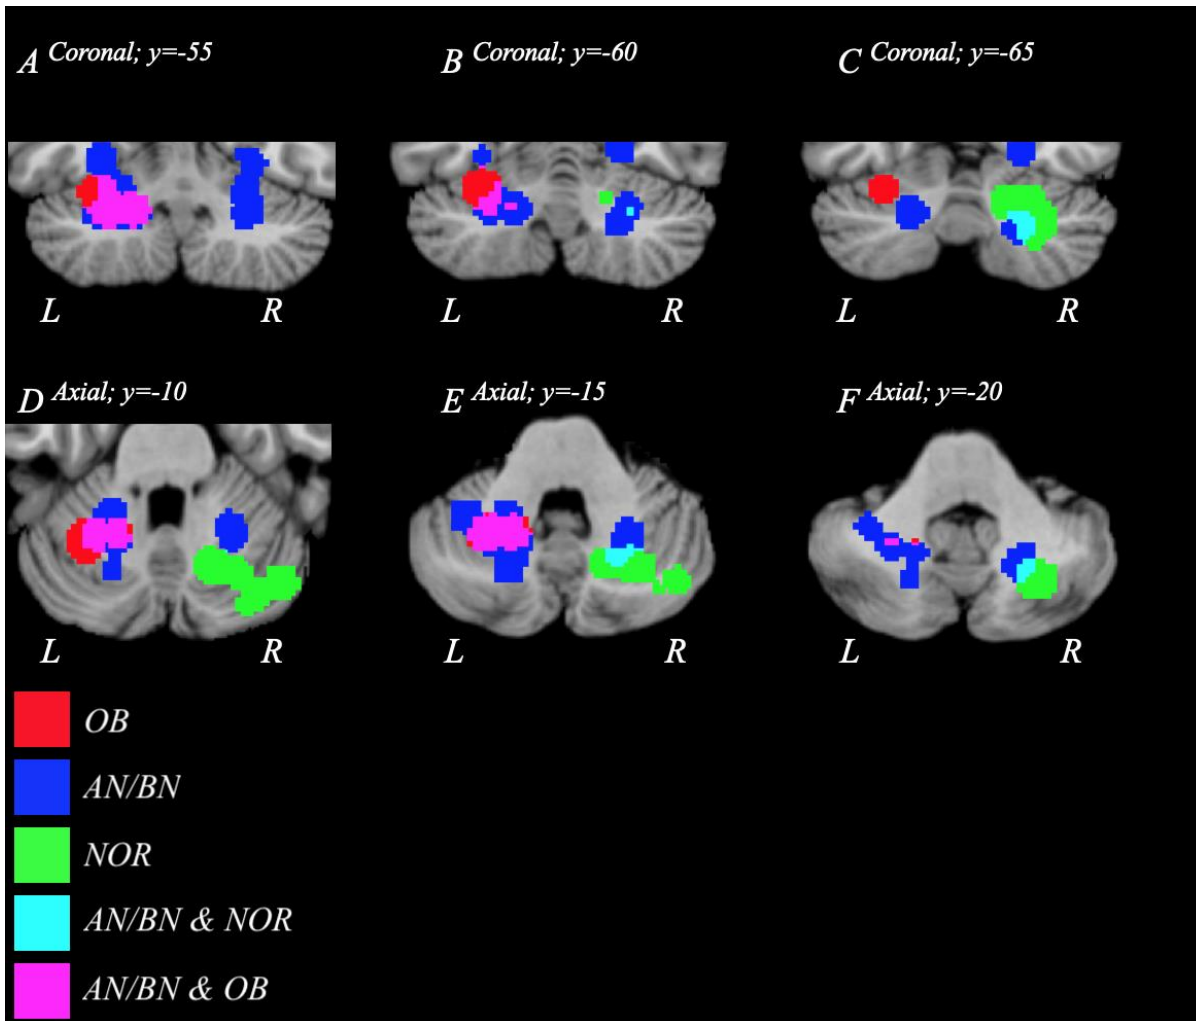 A Coronal; y=-55
B Coronal; y=-60
C Coronal; y=-65
L R
L R
L R
D Axial; y=-10
E Axial; y=-15
F Axial; y=-20
L R
L R
L R
OB
AN/BN
NOR
AN/BN & NOR
AN/BN & OB